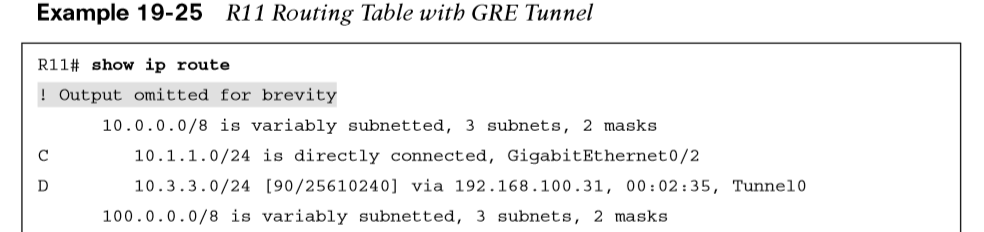 Example 19-25 R11 Routing Table with GRE Tunnel
R11# show ip route
! Output omitted for brevity
10.0.0.0/8 is variably subnetted, 3 subnets, 2 masks
C 10.1.1.0/24 is directly connected, GigabitEthernet0/2
D 10.3.3.0/24 [90/25610240] via 192.168.100.31, 00:02:35, Tunnel0
100.0.0.0/8 is variably subnetted, 3 subnets, 2 masks